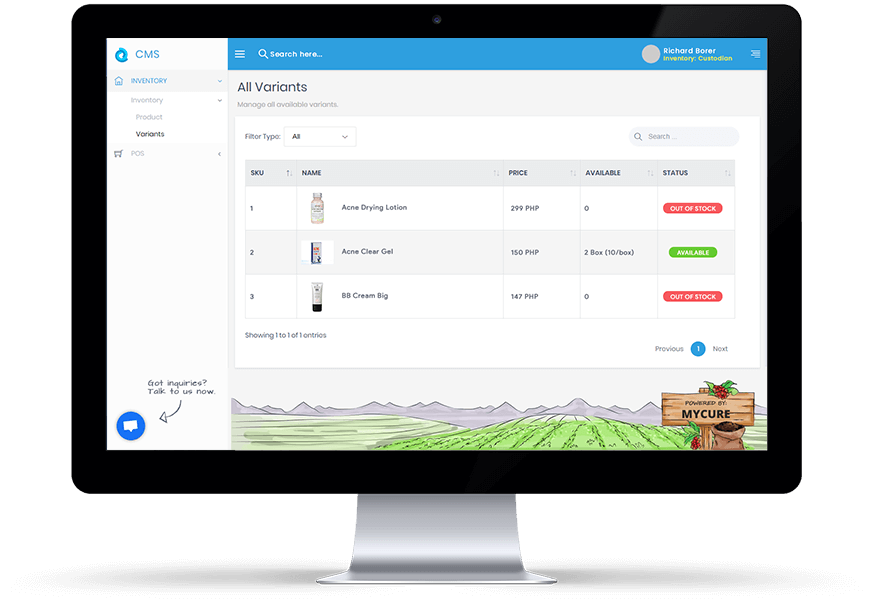 CMS
Search here...
Richard Borer
Inventory: Custodian
INVENTORY
Inventory
Product
Variants
POS
All Variants
Manage all available variants.
Filter Type: All
Search ...
SKU NAME PRICE AVAILABLE STATUS
1 Acne Drying Lotion 299 PHP 0 OUT OF STOCK
2 Acne Clear Gel 150 PHP 2 Box (10/box) AVAILABLE
3 BB Cream Big 147 PHP 0 OUT OF STOCK
Showing 1 to 1 of 1 entries
Previous 1 Next
Got inquiries?
Talk to us now.
POWERED BY:
MYCURE